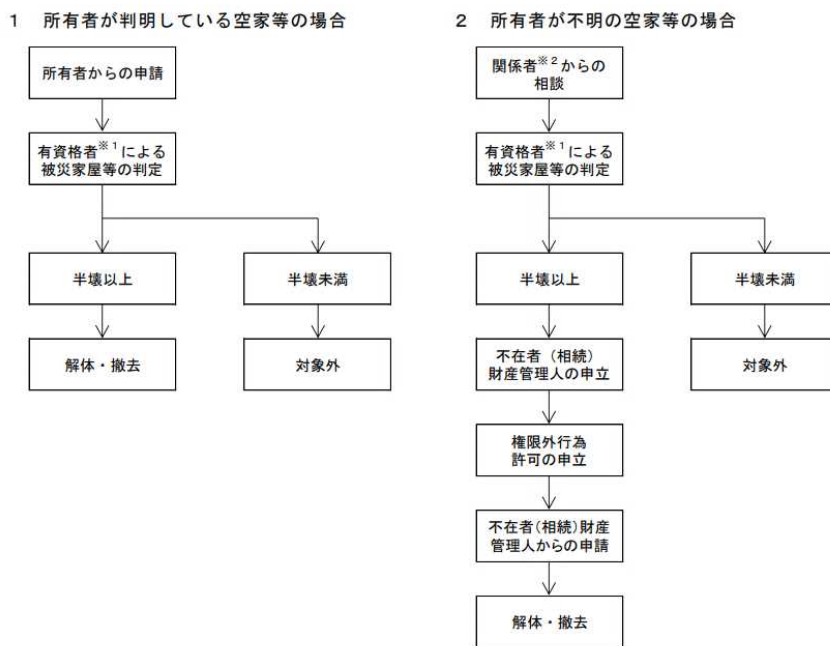 1　所有者が判明している空家等の場合
所有者からの申請
有資格者※1による
被災家屋等の判定
半壊以上
半壊未満
解体・撤去
対象外
2　所有者が不明の空家等の場合
関係者※2からの
相談
有資格者※1による
被災家屋等の判定
半壊以上
半壊未満
不在者（相続）
財産管理人の申立
対象外
権限外行為
許可の申立
不在者(相続)財産
管理人からの申請
解体・撤去